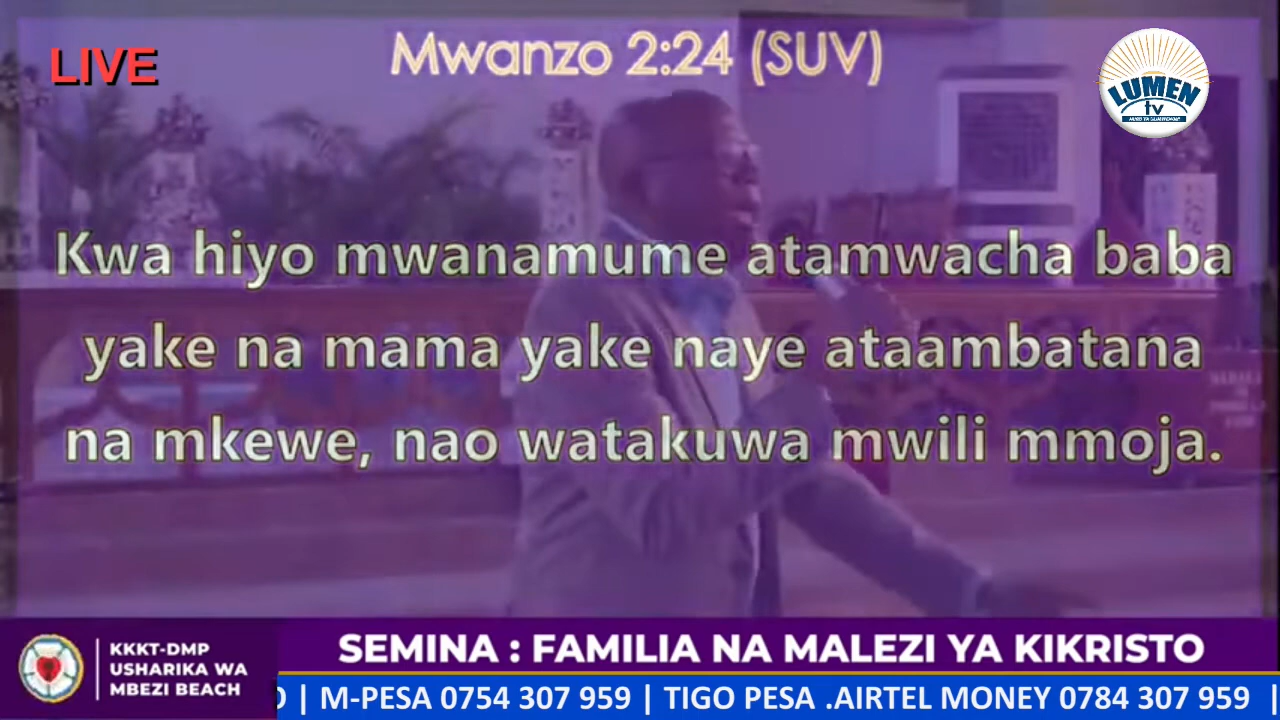 Mwanzo 2:24 (SUV)
LIVE
LUMEN
tv
Kwa hiyo mwanamume atamwacha baba
yake na mama yake naye ataambatana
na mkewe, nao watakuwa mwili mmoja.
SEMINA : FAMILIA NA MALEZI YA KIKRISTO
KKKT-DMP
USHARIKA WA
MBEZI BEACH
| M-PESA 0754 307 959 | TIGO PESA .AIRTEL MONEY 0784 307 959 |